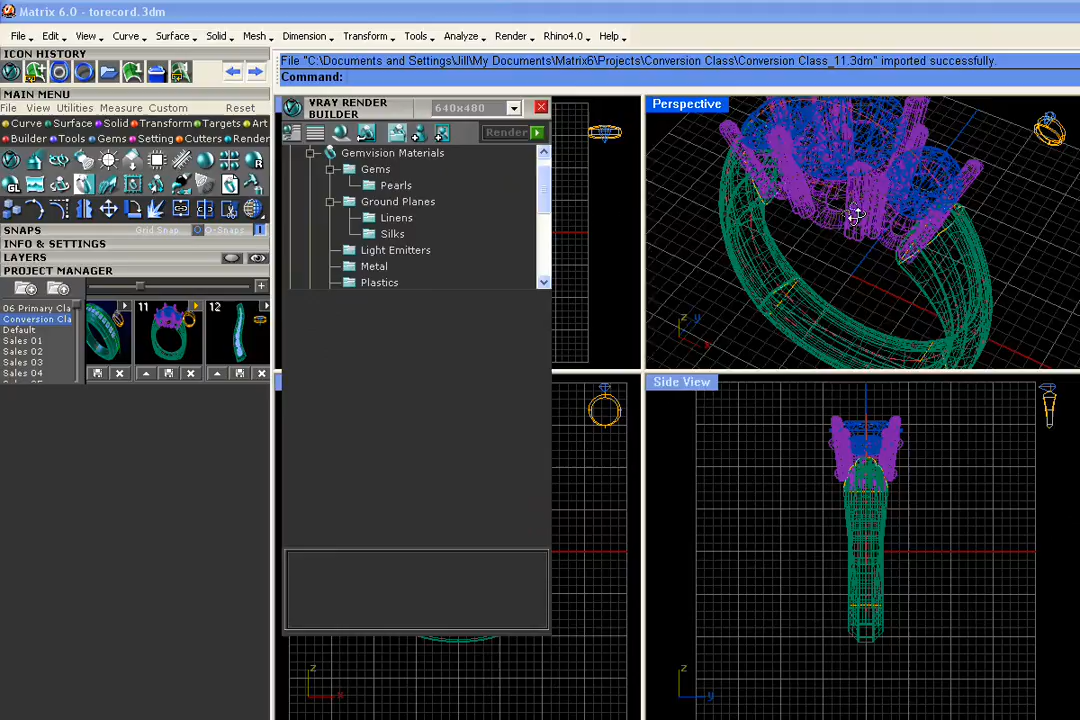 Matrix 6.0 - torecord.3dm
File Edit View Curve Surface Solid Mesh Dimension Transform Tools Analyze Render Rhino4.0 Help
ICON HISTORY
File "C:\Documents and Settings\Jill\My Documents\Matrix6\Projects\Conversion Class\Conversion Class_11.3dm" imported successfully.
Command:
File View Utilities Measure Custom Reset
Curve Surface Solid Transform Targets Art
Builder Tools Gems Setting Cutters Render
VRAY RENDER
BUILDER
640x480
Render
Gemvision Materials
Gems
Pearls
Ground Planes
Linens
Silks
Light Emitters
Metal
Plastics
Perspective
z
y
x
SNAPS Grid Snap O-Snaps
INFO & SETTINGS
LAYERS
PROJECT MANAGER
06 Primary Cla
Conversion Cla
Default
Sales 01
Sales 02
Sales 03
Sales 04
11
12
Side View
z
x
z
y